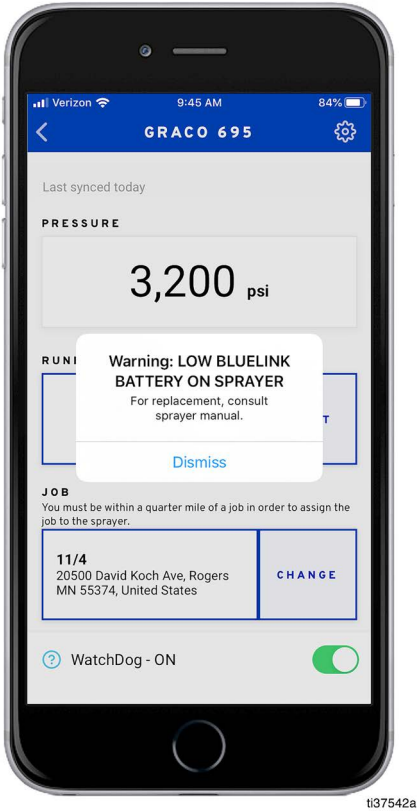 Verizon 9:45 AM 84%
GRACO 695
Last synced today
PRESSURE
3,200 psi
Warning: LOW BLUELINK
BATTERY ON SPRAYER
For replacement, consult
sprayer manual.
Dismiss
JOB
You must be within a quarter mile of a job in order to assign the
job to the sprayer.
11/4
20500 David Koch Ave, Rogers
MN 55374, United States
CHANGE
WatchDog - ON
ti37542a